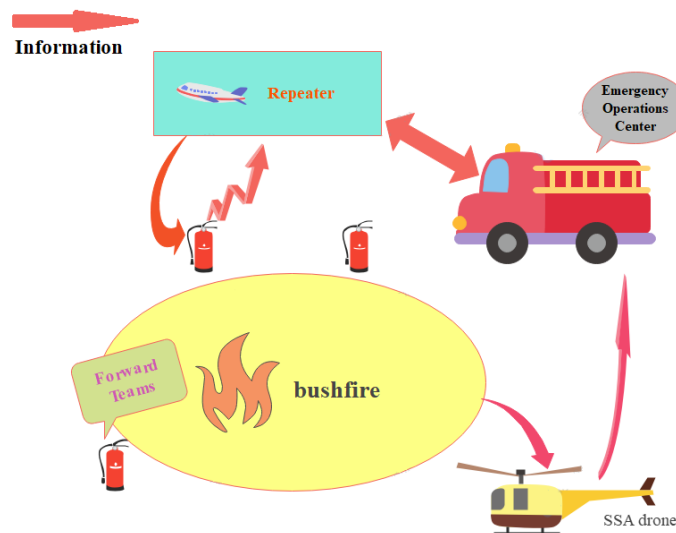 Information
Repeater
Emergency
Operations
Center
Forward
Teams
bushfire
SSA drone